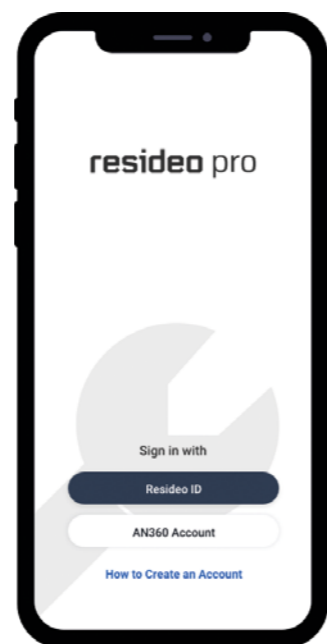 resideo pro
Sign in with
Resideo ID
AN360 Account
How to Create an Account